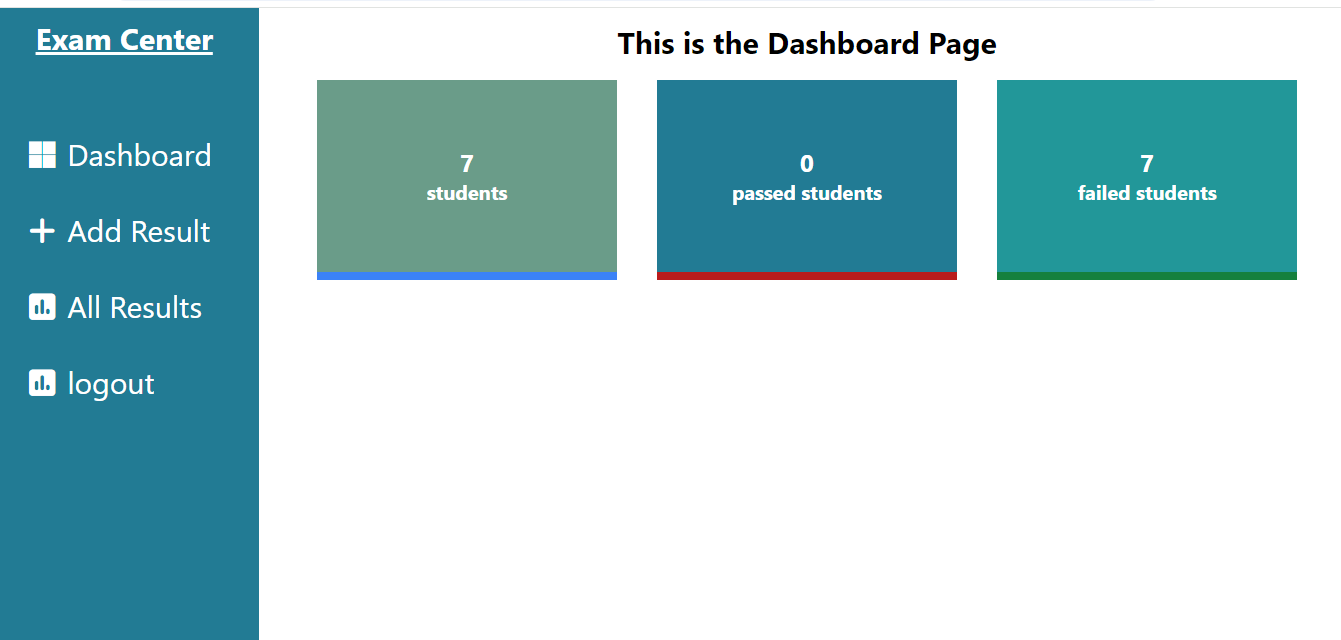 Exam Center
Dashboard
Add Result
All Results
logout
This is the Dashboard Page
7
students
0
passed students
7
failed students